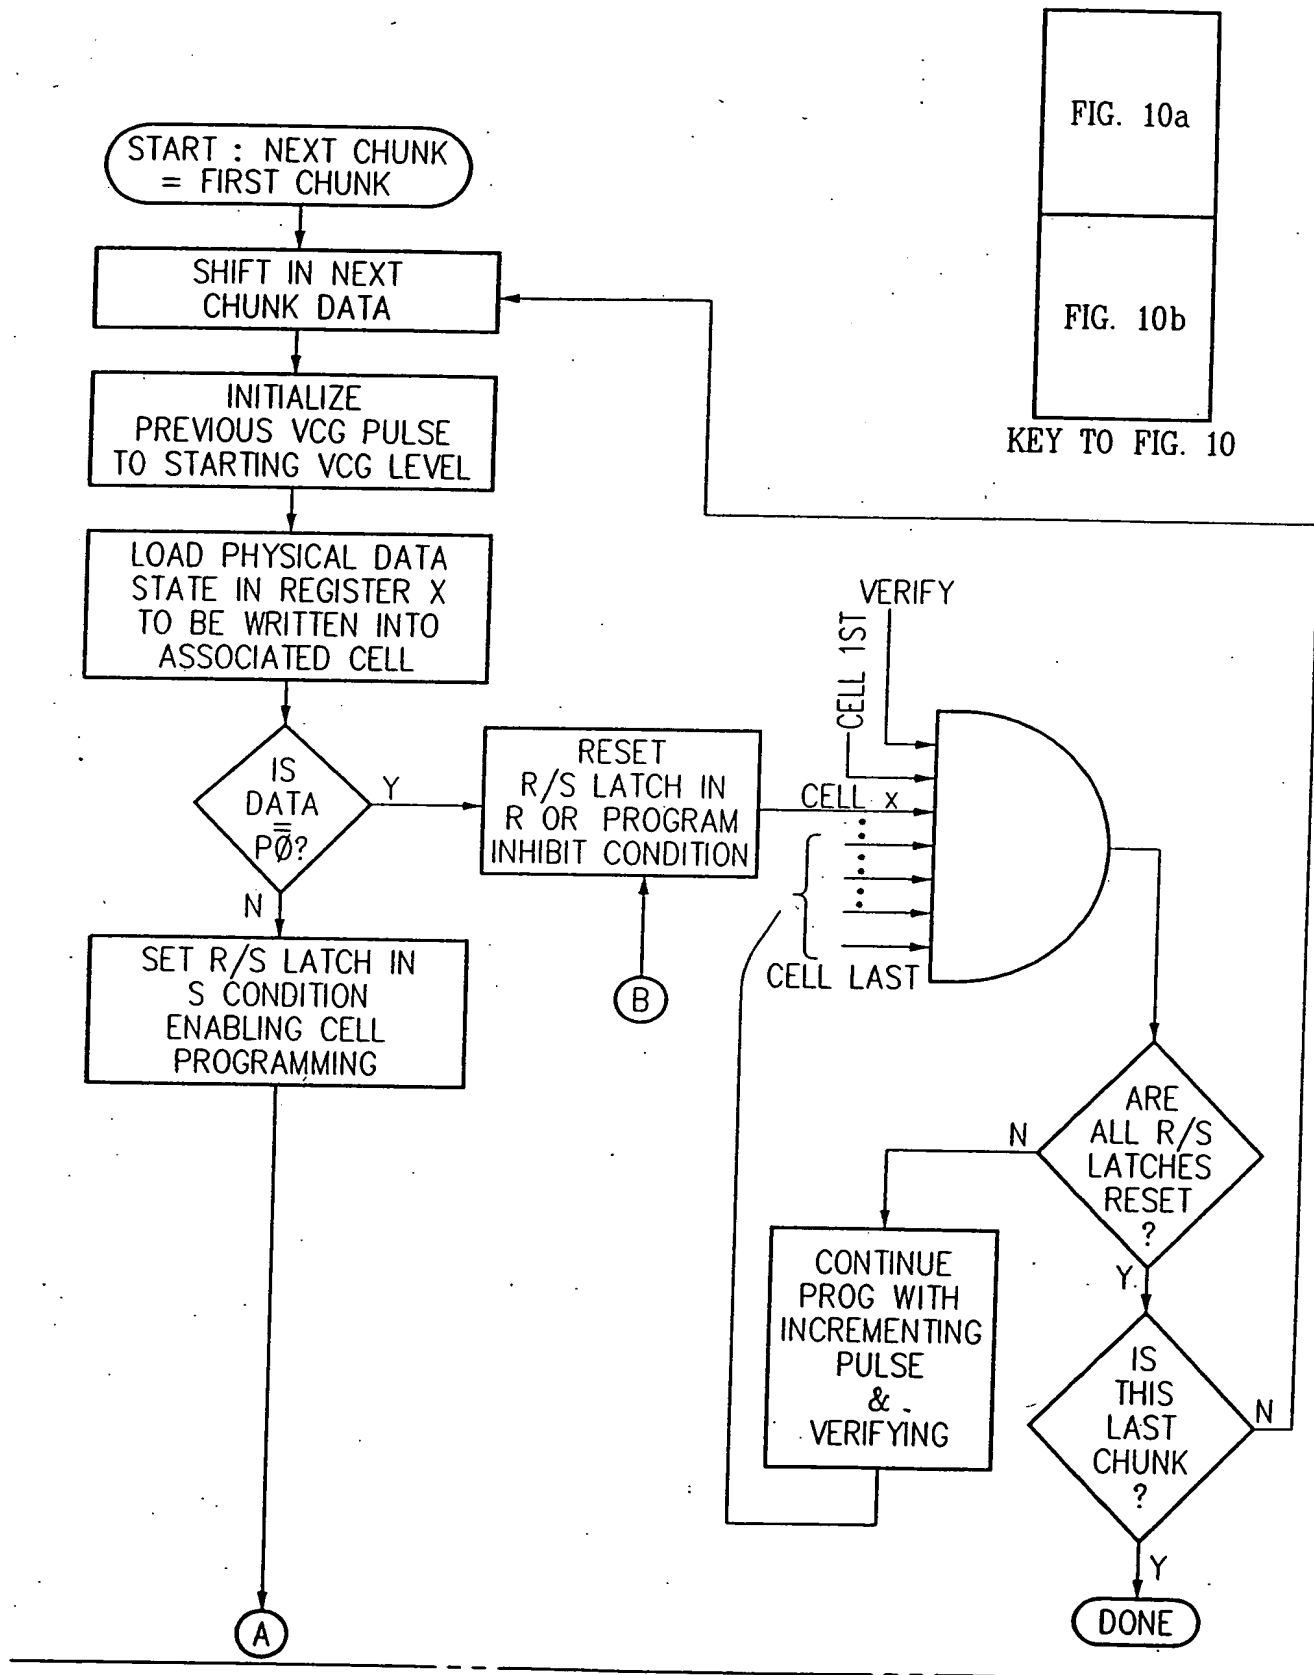 FIG. 10a
FIG. 10b
KEY TO FIG. 10
START : NEXT CHUNK
= FIRST CHUNK
SHIFT IN NEXT
CHUNK DATA
INITIALIZE
PREVIOUS VCG PULSE
TO STARTING VCG LEVEL
LOAD PHYSICAL DATA
STATE IN REGISTER X
TO BE WRITTEN INTO
ASSOCIATED CELL
IS
DATA
=
PØ?
Y
N
RESET
R/S LATCH IN
R OR PROGRAM
INHIBIT CONDITION
B
SET R/S LATCH IN
S CONDITION
ENABLING CELL
PROGRAMMING
A
VERIFY
CELL 1ST
CELL x
CELL LAST
ARE
ALL R/S
LATCHES
RESET
?
N
Y
CONTINUE
PROG WITH
INCREMENTING
PULSE
&
VERIFYING
IS
THIS
LAST
CHUNK
?
N
Y
DONE